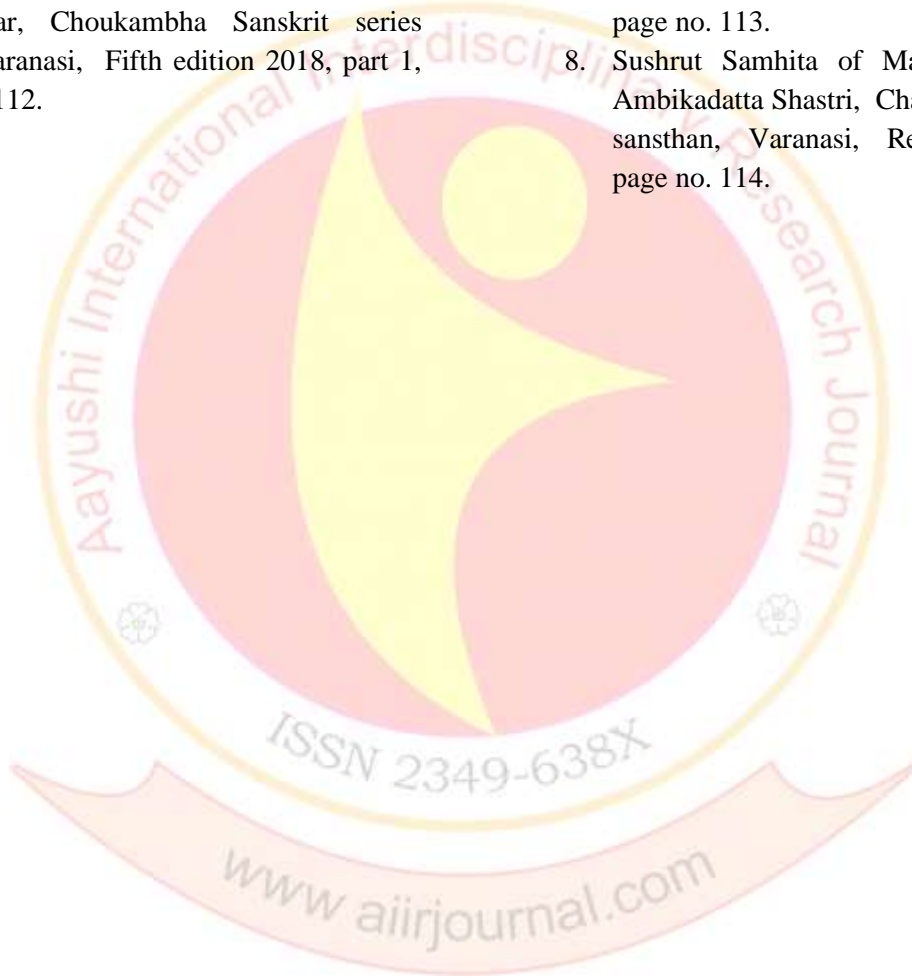 ar, Choukambha Sanskrit series
aranasi, Fifth edition 2018, part 1,
112.
page no. 113.
8. Sushrut Samhita of Ma
Ambikadatta Shastri, Cha
sansthan, Varanasi, Re
page no. 114.
Aayushi International Interdisciplinary Research Journal
ISSN 2349-638X
www aiirjournal.com